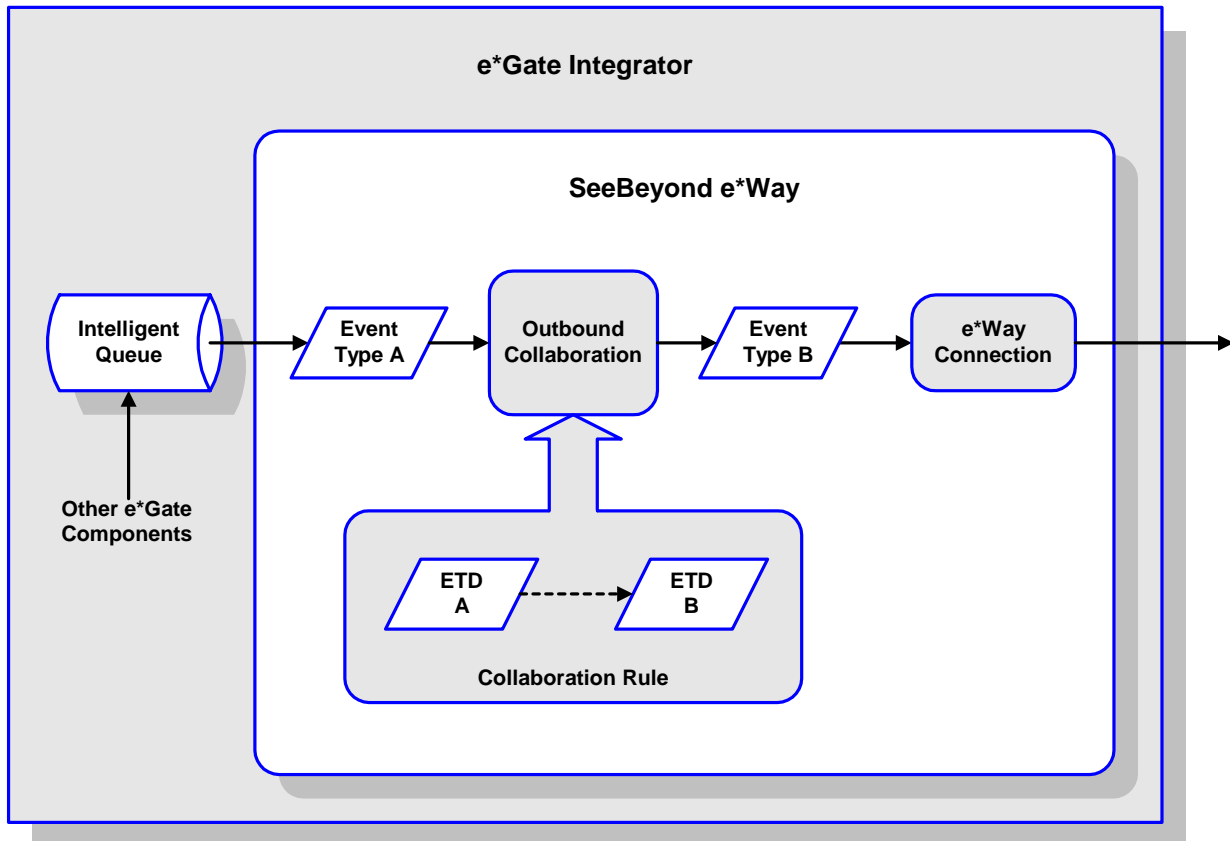 e*Gate Integrator
SeeBeyond e*Way
Intelligent
Queue
Event
Type A
Outbound
Collaboration
Event
Type B
e*Way
Connection
Other e*Gate
Components
ETD
A
ETD
B
Collaboration Rule